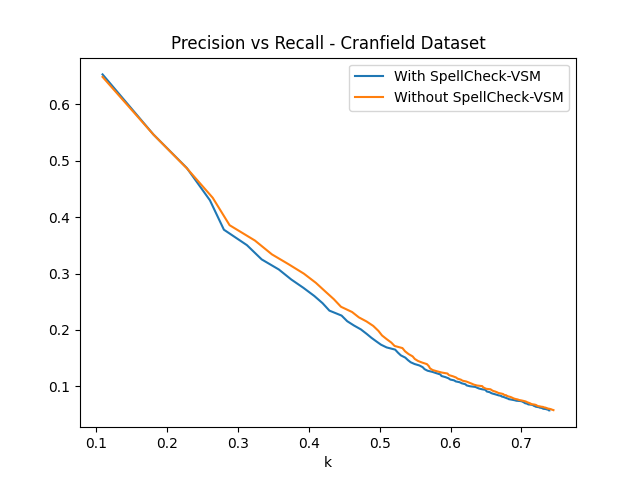 Precision vs Recall - Cranfield Dataset
With SpellCheck-VSM
Without SpellCheck-VSM
0.6
0.5
0.4
0.3
0.2
0.1
0.1 0.2 0.3 0.4 0.5 0.6 0.7
k